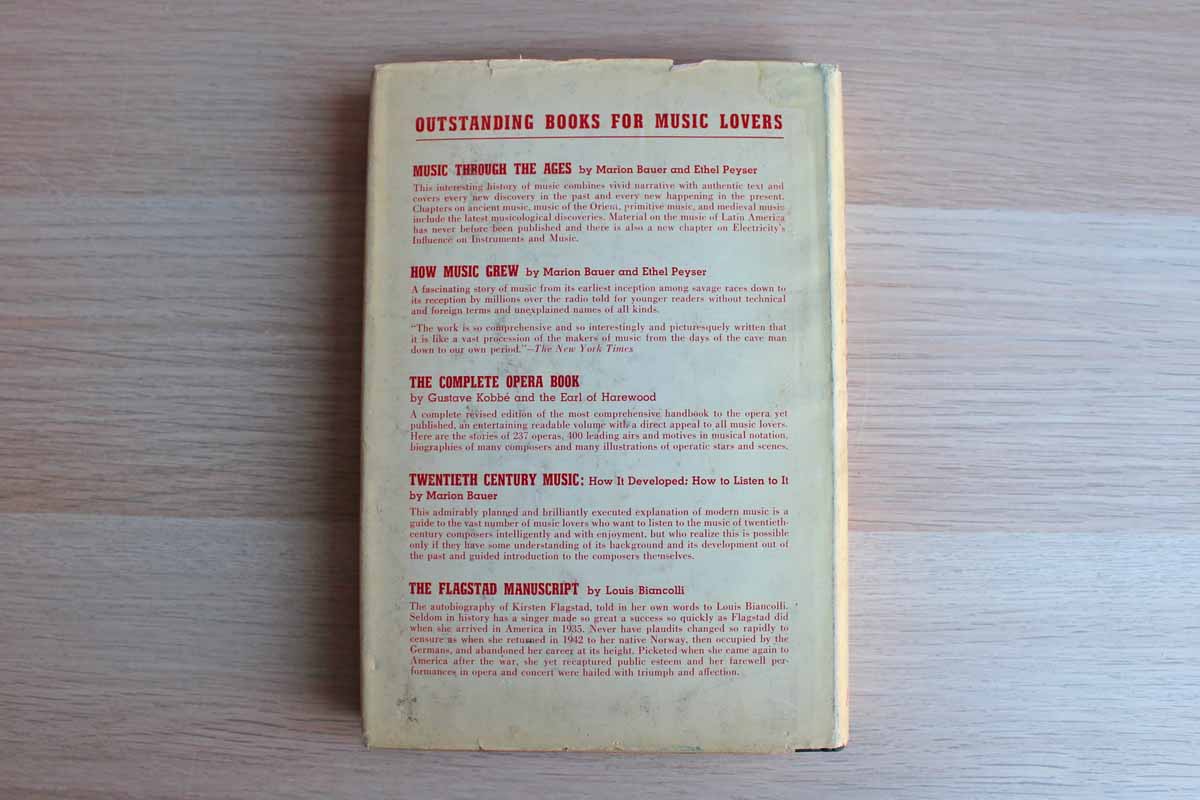 OUTSTANDING BOOKS FOR MUSIC LOVERS
MUSIC THROUGH THE AGES by Marion Bauer and Ethel Peyser
This interesting history of music combines vivid narrative with authentic text and
covers every new discovery in the past and every new happening in the present.
Chapters on ancient music, music of the Orient, primitive music, and medieval music
include the latest musicological discoveries. Material on the music of Latin America
has never before been published and there is also a new chapter on Electricity's
Influence on Instruments and Music.
HOW MUSIC GREW by Marion Bauer and Ethel Peyser
A fascinating story of music from its earliest inception among savage races down to
its reception by millions over the radio told for younger readers without technical
and foreign terms and unexplained names of all kinds.
"The work is so comprehensive and so interestingly and picturesquely written that
it is like a vast procession of the makers of music from the days of the cave man
down to our own period."—The New York Times
THE COMPLETE OPERA BOOK
by Gustave Kobbé and the Earl of Harewood
A complete revised edition of the most comprehensive handbook to the opera yet
published, an entertaining readable volume with a direct appeal to all music lovers.
Here are the stories of 237 operas, 400 leading airs and motives in musical notation,
biographies of many composers and many illustrations of operatic stars and scenes.
TWENTIETH CENTURY MUSIC: How It Developed: How to Listen to It
by Marion Bauer
This admirably planned and brilliantly executed explanation of modern music is a
guide to the vast number of music lovers who want to listen to the music of twentieth-
century composers intelligently and with enjoyment, but who realize this is possible
only if they have some understanding of its background and its development out of
the past and guided introduction to the composers themselves.
THE FLAGSTAD MANUSCRIPT by Louis Biancolli
The autobiography of Kirsten Flagstad, told in her own words to Louis Biancolli.
Seldom in history has a singer made so great a success so quickly as Flagstad did
when she arrived in America in 1935. Never have plaudits changed so rapidly to
censure as when she returned in 1942 to her native Norway, then occupied by the
Germans, and abandoned her career at its height. Picketed when she came again to
America after the war, she yet recaptured public esteem and her farewell per-
formances in opera and concert were hailed with triumph and affection.